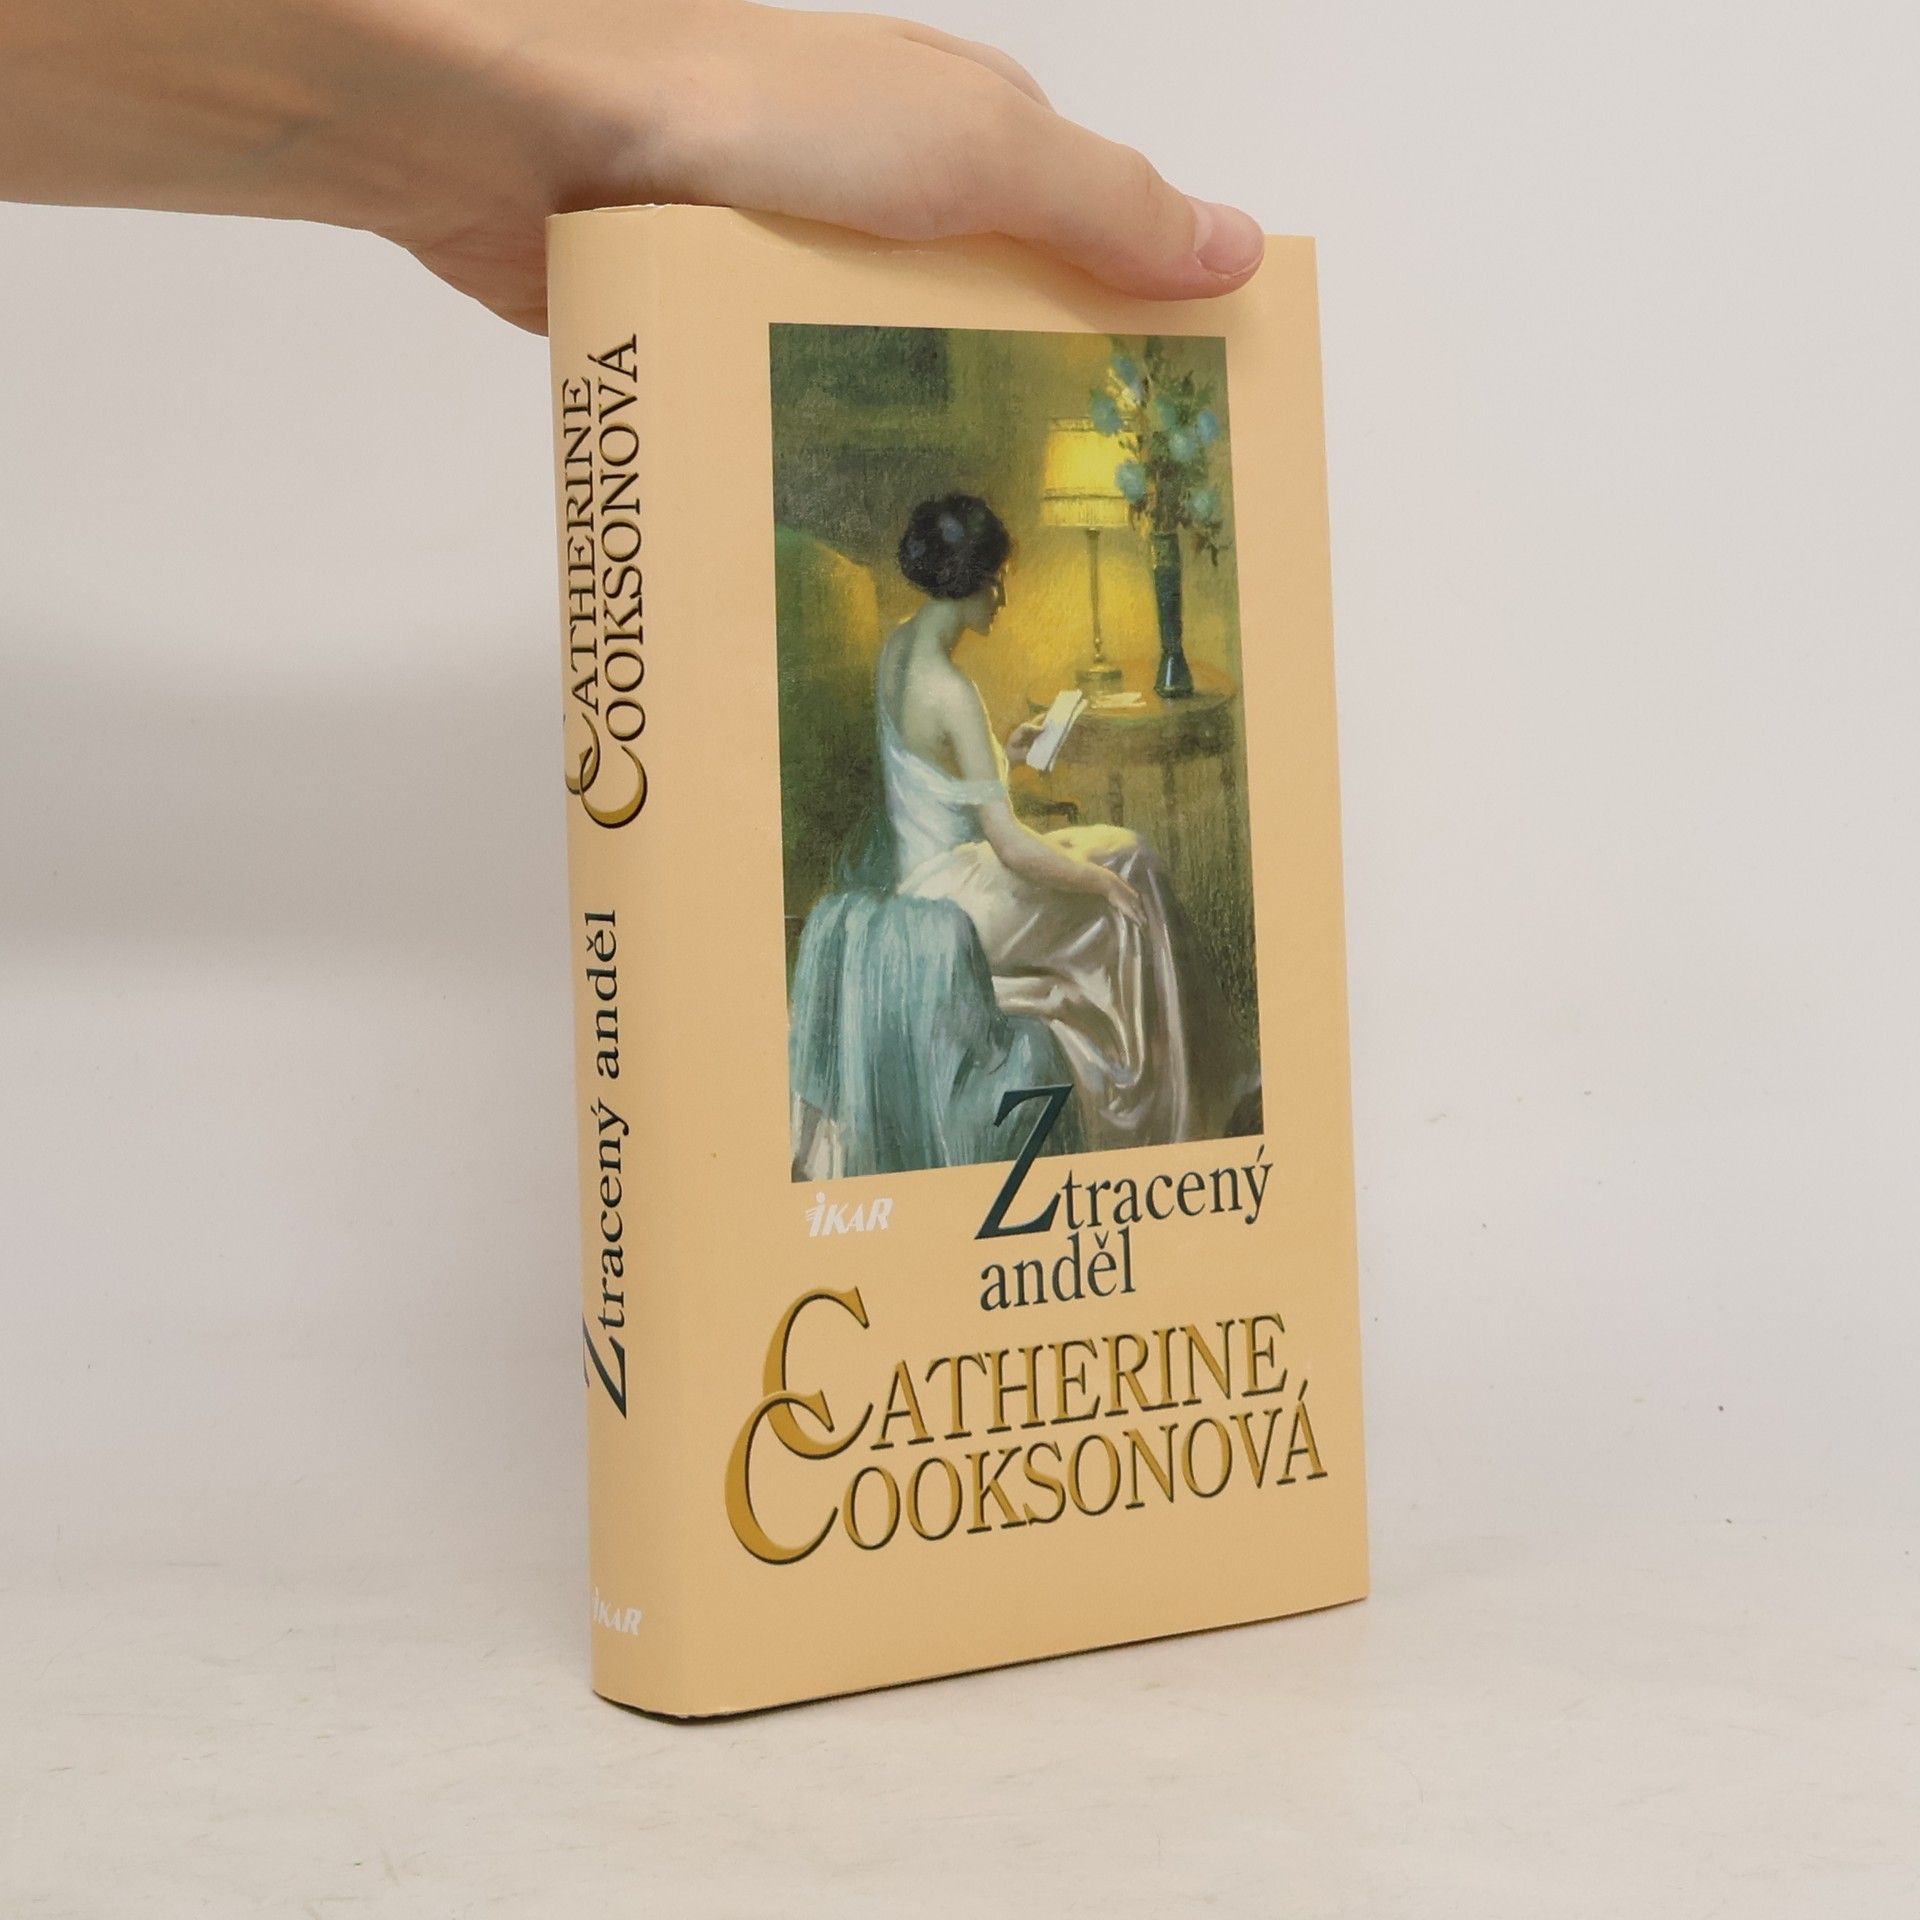 CATHERINE
COOKSONOVÁ
Ztracený anděl
iKAR
iKAR
Ztracený
anděl
CATHERINE
COOKSONOVÁ